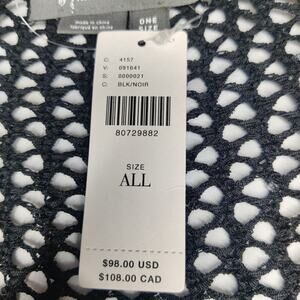 Made in china
fabriqué en chine
ONE
SIZE
C: 4157
V: 091641
S: 0000021
C: BLK/NOIR
80729882
SIZE
ALL
$98.00 USD
$108.00 CAD